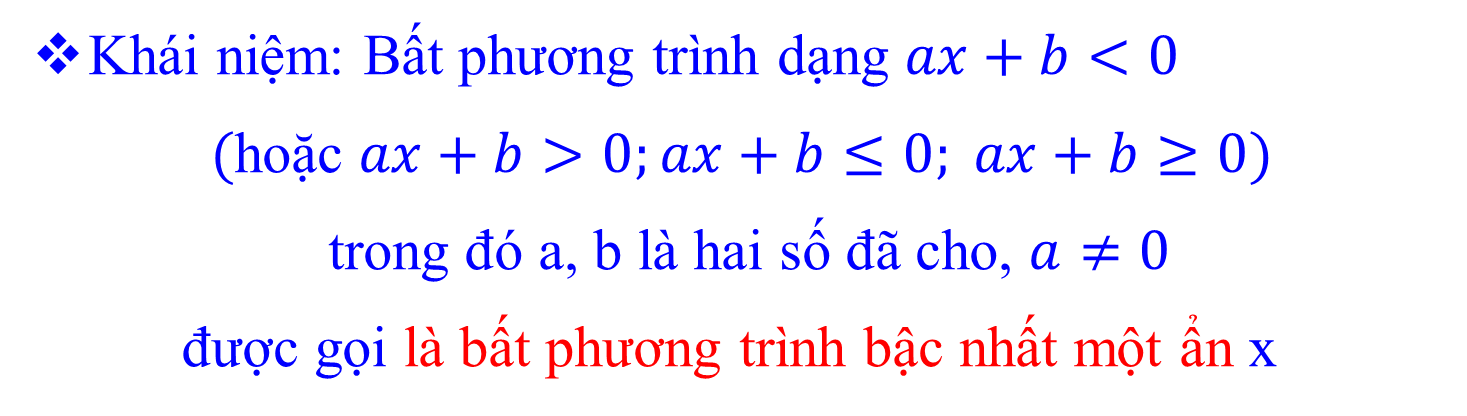 ❖Khái niệm: Bất phương trình dạng ax + b < 0
(hoặc ax + b > 0; ax + b ≤ 0; ax + b ≥ 0)
trong đó a, b là hai số đã cho, a ≠ 0
được gọi là bất phương trình bậc nhất một ẩn x